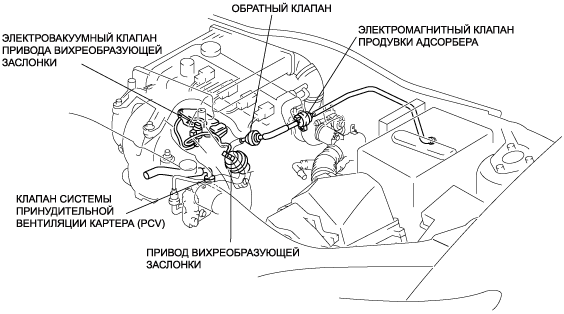 ОБРАТНЫЙ КЛАПАН
ЭЛЕКТРОВАКУУМНЫЙ КЛАПАН
ПРИВОДА ВИХРЕОБРАЗУЮЩЕЙ
ЗАСЛОНКИ
ЭЛЕКТРОМАГНИТНЫЙ КЛАПАН
ПРОДУВКИ АДСОРБЕРА
КЛАПАН СИСТЕМЫ
ПРИНУДИТЕЛЬНОЙ
ВЕНТИЛЯЦИИ КАРТЕРА (PCV)
ПРИВОД ВИХРЕОБРАЗУЮЩЕЙ
ЗАСЛОНКИ